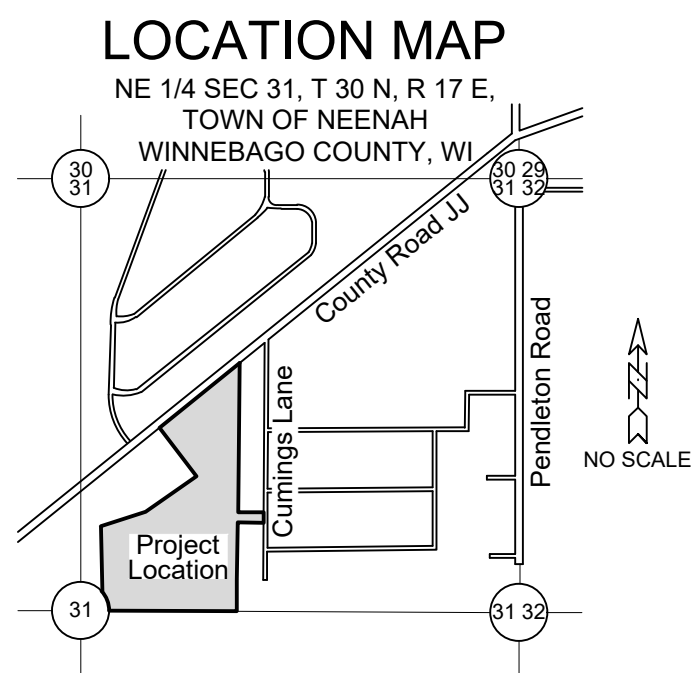 LOCATION MAP
NE 1/4 SEC 31, T 30 N, R 17 E,
TOWN OF NEENAH
WINNEBAGO COUNTY, WI
30
31
30 29
31 32
County Road JJ
Pendleton Road
Cumings Lane
N
NO SCALE
Project
Location
31
31 32